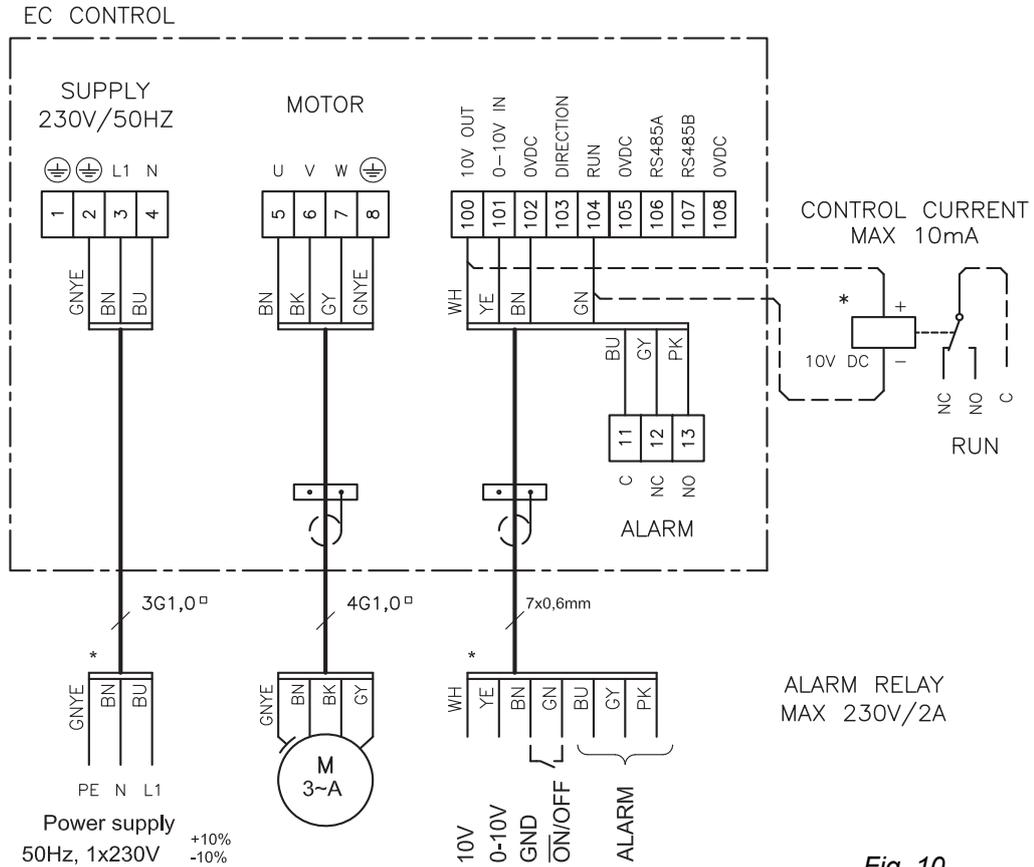 EC CONTROL
SUPPLY
230V/50HZ
MOTOR
10V OUT
0-10V IN
0VDC
DIRECTION
RUN
0VDC
RS485A
RS485B
0VDC
L1 N
U V W
1 2 3 4
5 6 7 8
100 101 102 103 104 105 106 107 108
CONTROL CURRENT
MAX 10mA
GNYE BN BU
BN BK GY GNYE
WH YE BN GN
BU GY PK
*
+
10V DC
−
NC NO C
RUN
11 12 13
C NC NO
ALARM
3G1,0
4G1,0
7x0,6mm
*
*
GNYE BN BU
GNYE BN BK GY
WH YE BN GN BU GY PK
ALARM RELAY
MAX 230V/2A
M
3~A
PE N L1
Power supply
50Hz, 1x230V +10%
-10%
10V
0-10V
GND
ON/OFF
ALARM
Fig. 10